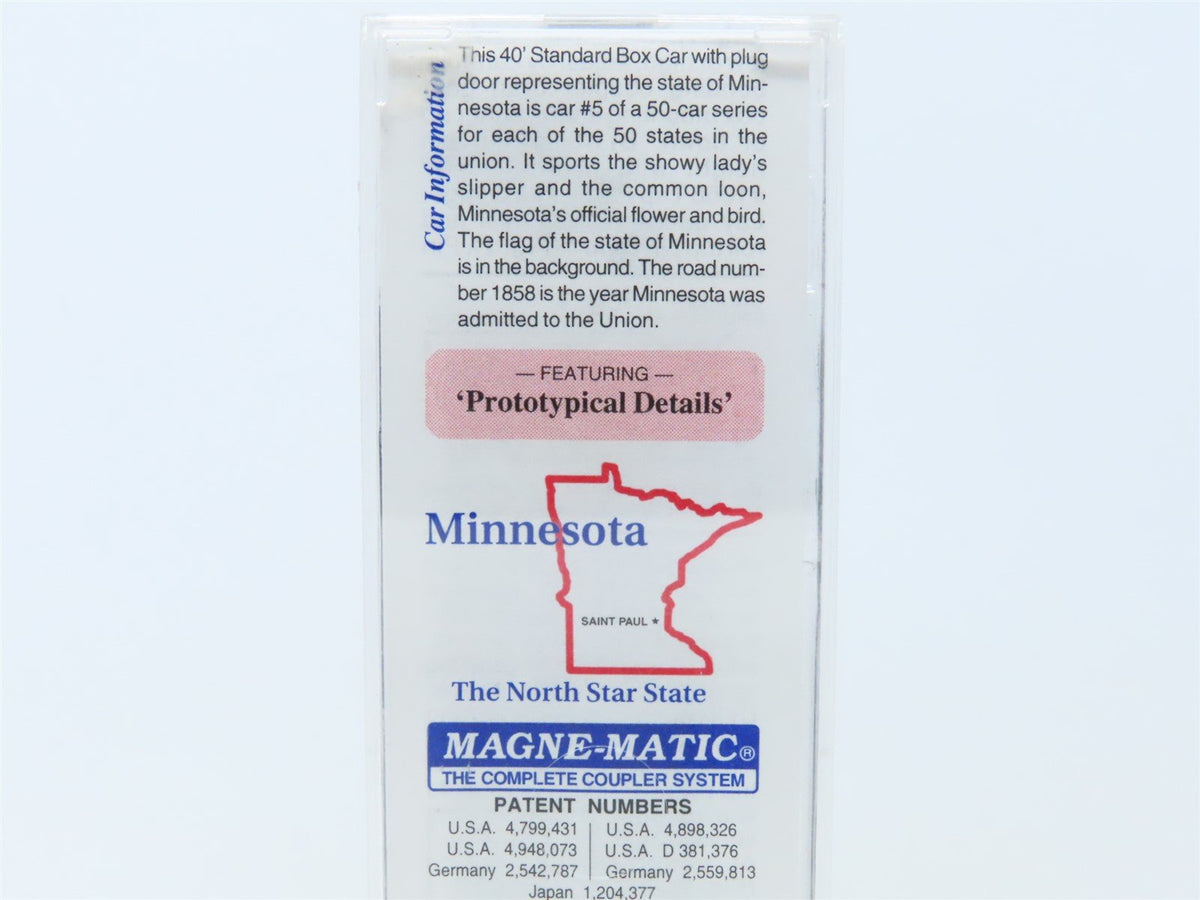 Car Information
This 40' Standard Box Car with plug
door representing the state of Min-
nesota is car #5 of a 50-car series
for each of the 50 states in the
union. It sports the showy lady's
slipper and the common loon,
Minnesota's official flower and bird.
The flag of the state of Minnesota
is in the background. The road num-
ber 1858 is the year Minnesota was
admitted to the Union.
— FEATURING —
‘Prototypical Details’
Minnesota
SAINT PAUL ★
The North Star State
MAGNE-MATIC®
THE COMPLETE COUPLER SYSTEM
PATENT NUMBERS
U.S.A. 4,799,431 | U.S.A. 4,898,326
U.S.A. 4,948,073 | U.S.A. D 381,376
Germany 2,542,787 | Germany 2,559,813
Japan 1,204,377